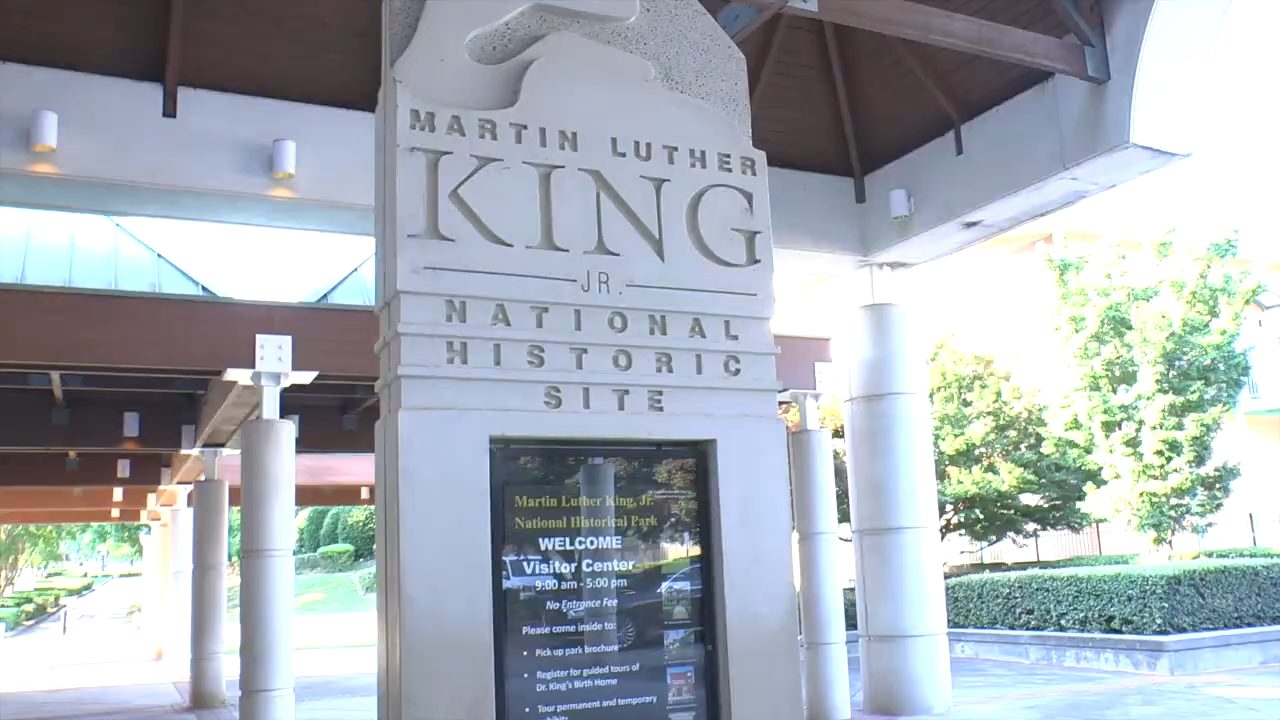 MARTIN LUTHER
KING
JR.
NATIONAL
HISTORIC
SITE
Martin Luther King, Jr.
National Historical Park
WELCOME
Visitor Center
9:00 am - 5:00 pm
No Entrance Fee
Please come inside to:
• Pick up park brochure
• Register for guided tours of
Dr. King's Birth Home
• Tour permanent and temporary